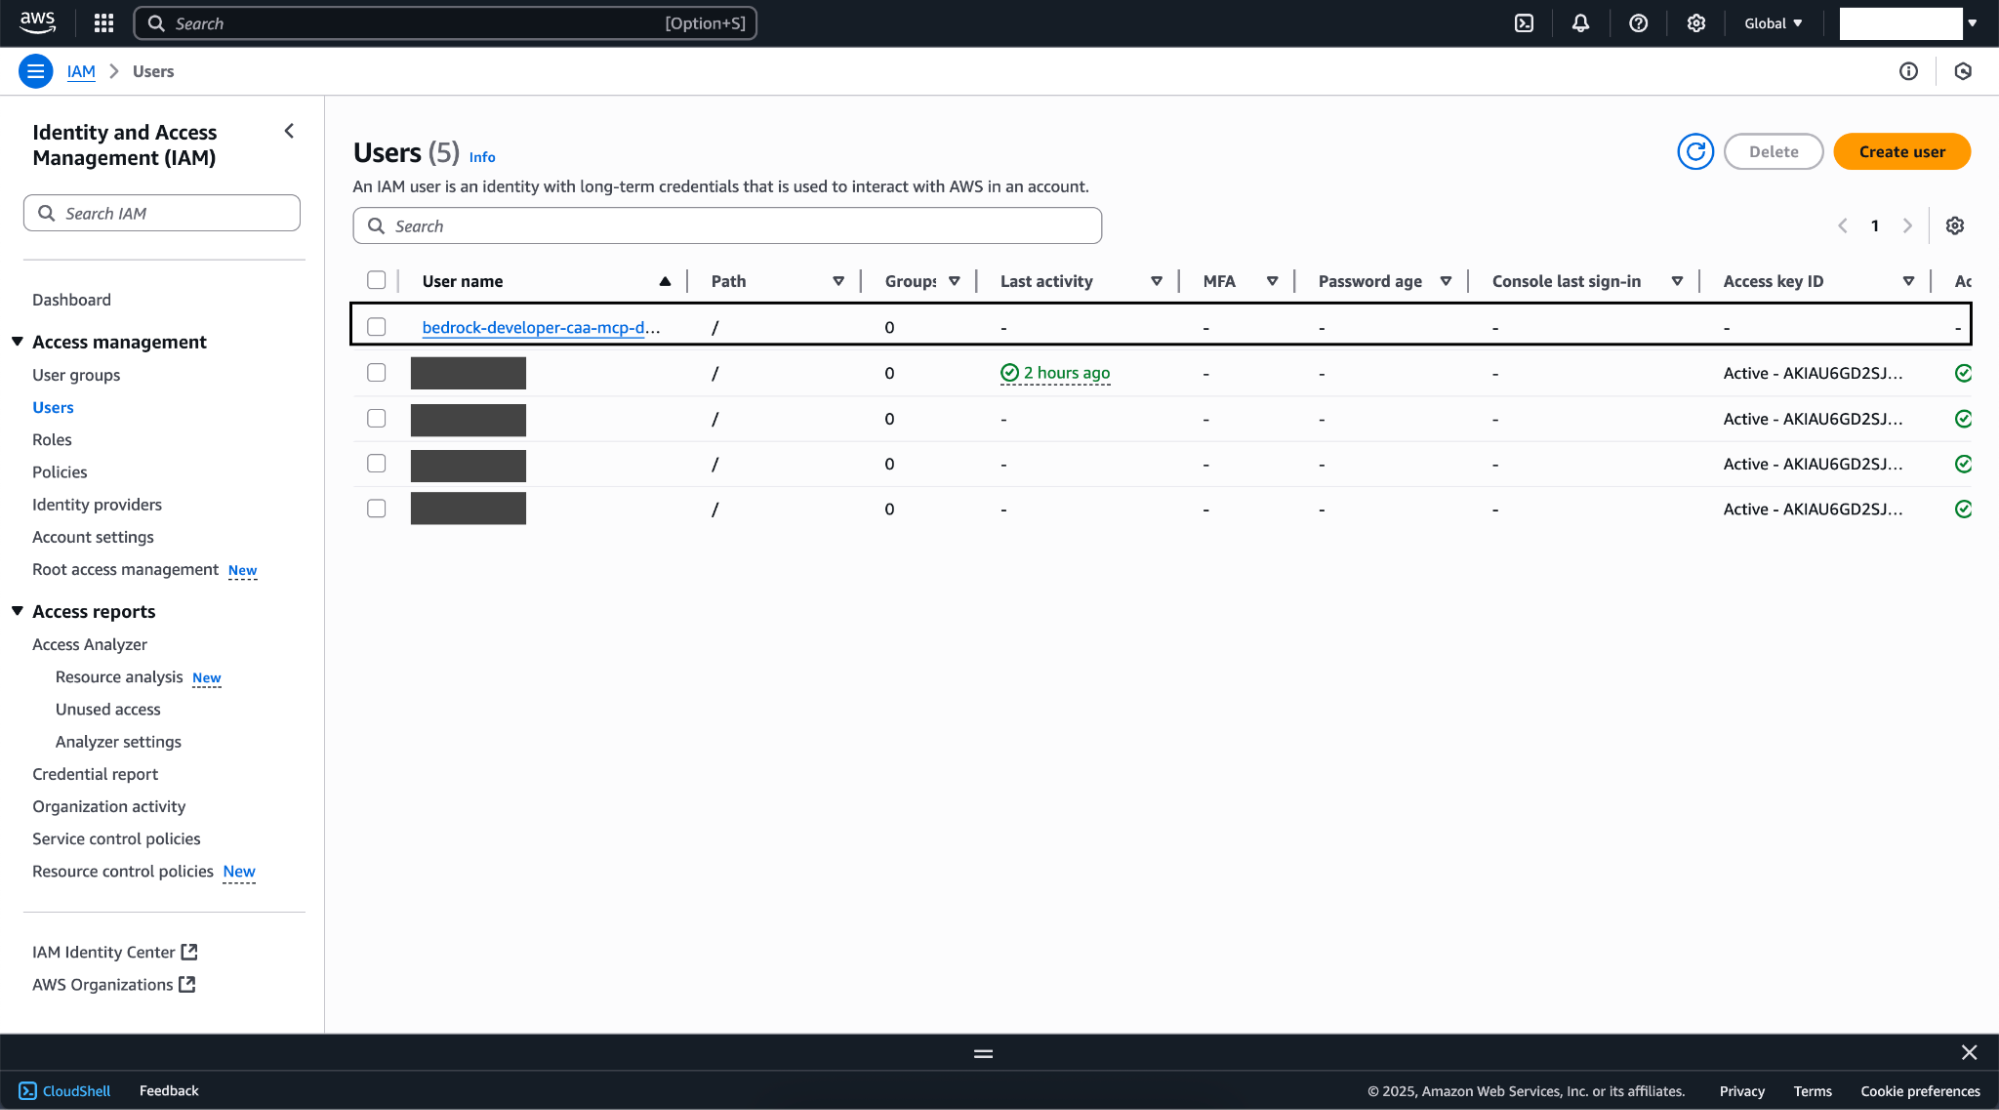 aws Search [Option+S] Global
IAM Users
Identity and Access
Management (IAM)
Search IAM
Dashboard
Access management
User groups
Users
Roles
Policies
Identity providers
Account settings
Root access management New
Access reports
Access Analyzer
Resource analysis New
Unused access
Analyzer settings
Credential report
Organization activity
Service control policies
Resource control policies New
IAM Identity Center
AWS Organizations
Users (5) Info
Delete
Create user
An IAM user is an identity with long-term credentials that is used to interact with AWS in an account.
Search
1
User name Path Groups Last activity MFA Password age Console last sign-in Access key ID Ac
bedrock-developer-caa-mcp-d... / 0 - - - - - -
/ 0 2 hours ago - - - Active - AKIAU6GD2SJ...
/ 0 - - - - Active - AKIAU6GD2SJ...
/ 0 - - - - Active - AKIAU6GD2SJ...
/ 0 - - - - Active - AKIAU6GD2SJ...
CloudShell Feedback © 2025, Amazon Web Services, Inc. or its affiliates. Privacy Terms Cookie preferences